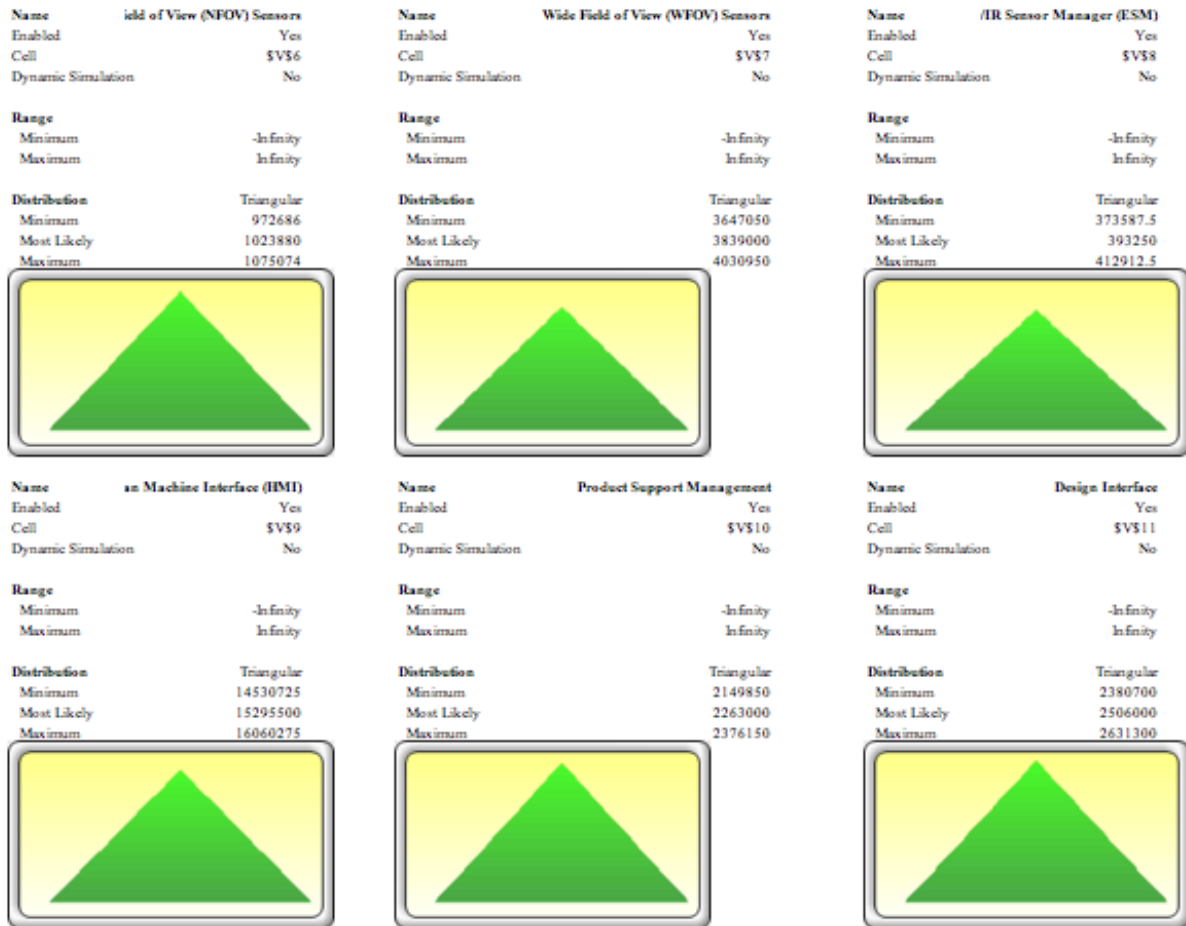 Name ield of View (NFOV) Sensors
Enabled Yes
Cell $V$6
Dynamic Simulation No
Range
Minimum -Infinity
Maximum Infinity
Distribution Triangular
Minimum 972686
Most Likely 1023880
Maximum 1075074
Name Wide Field of View (WFOV) Sensors
Enabled Yes
Cell $V$7
Dynamic Simulation No
Range
Minimum -Infinity
Maximum Infinity
Distribution Triangular
Minimum 3647050
Most Likely 3839000
Maximum 4030950
Name /IR Sensor Manager (ESM)
Enabled Yes
Cell $V$8
Dynamic Simulation No
Range
Minimum -Infinity
Maximum Infinity
Distribution Triangular
Minimum 373587.5
Most Likely 393250
Maximum 412912.5
Name an Machine Interface (HMI)
Enabled Yes
Cell $V$9
Dynamic Simulation No
Range
Minimum -Infinity
Maximum Infinity
Distribution Triangular
Minimum 14530725
Most Likely 15295500
Maximum 16060275
Name Product Support Management
Enabled Yes
Cell $V$10
Dynamic Simulation No
Range
Minimum -Infinity
Maximum Infinity
Distribution Triangular
Minimum 2149850
Most Likely 2263000
Maximum 2376150
Name Design Interface
Enabled Yes
Cell $V$11
Dynamic Simulation No
Range
Minimum -Infinity
Maximum Infinity
Distribution Triangular
Minimum 2380700
Most Likely 2506000
Maximum 2631300